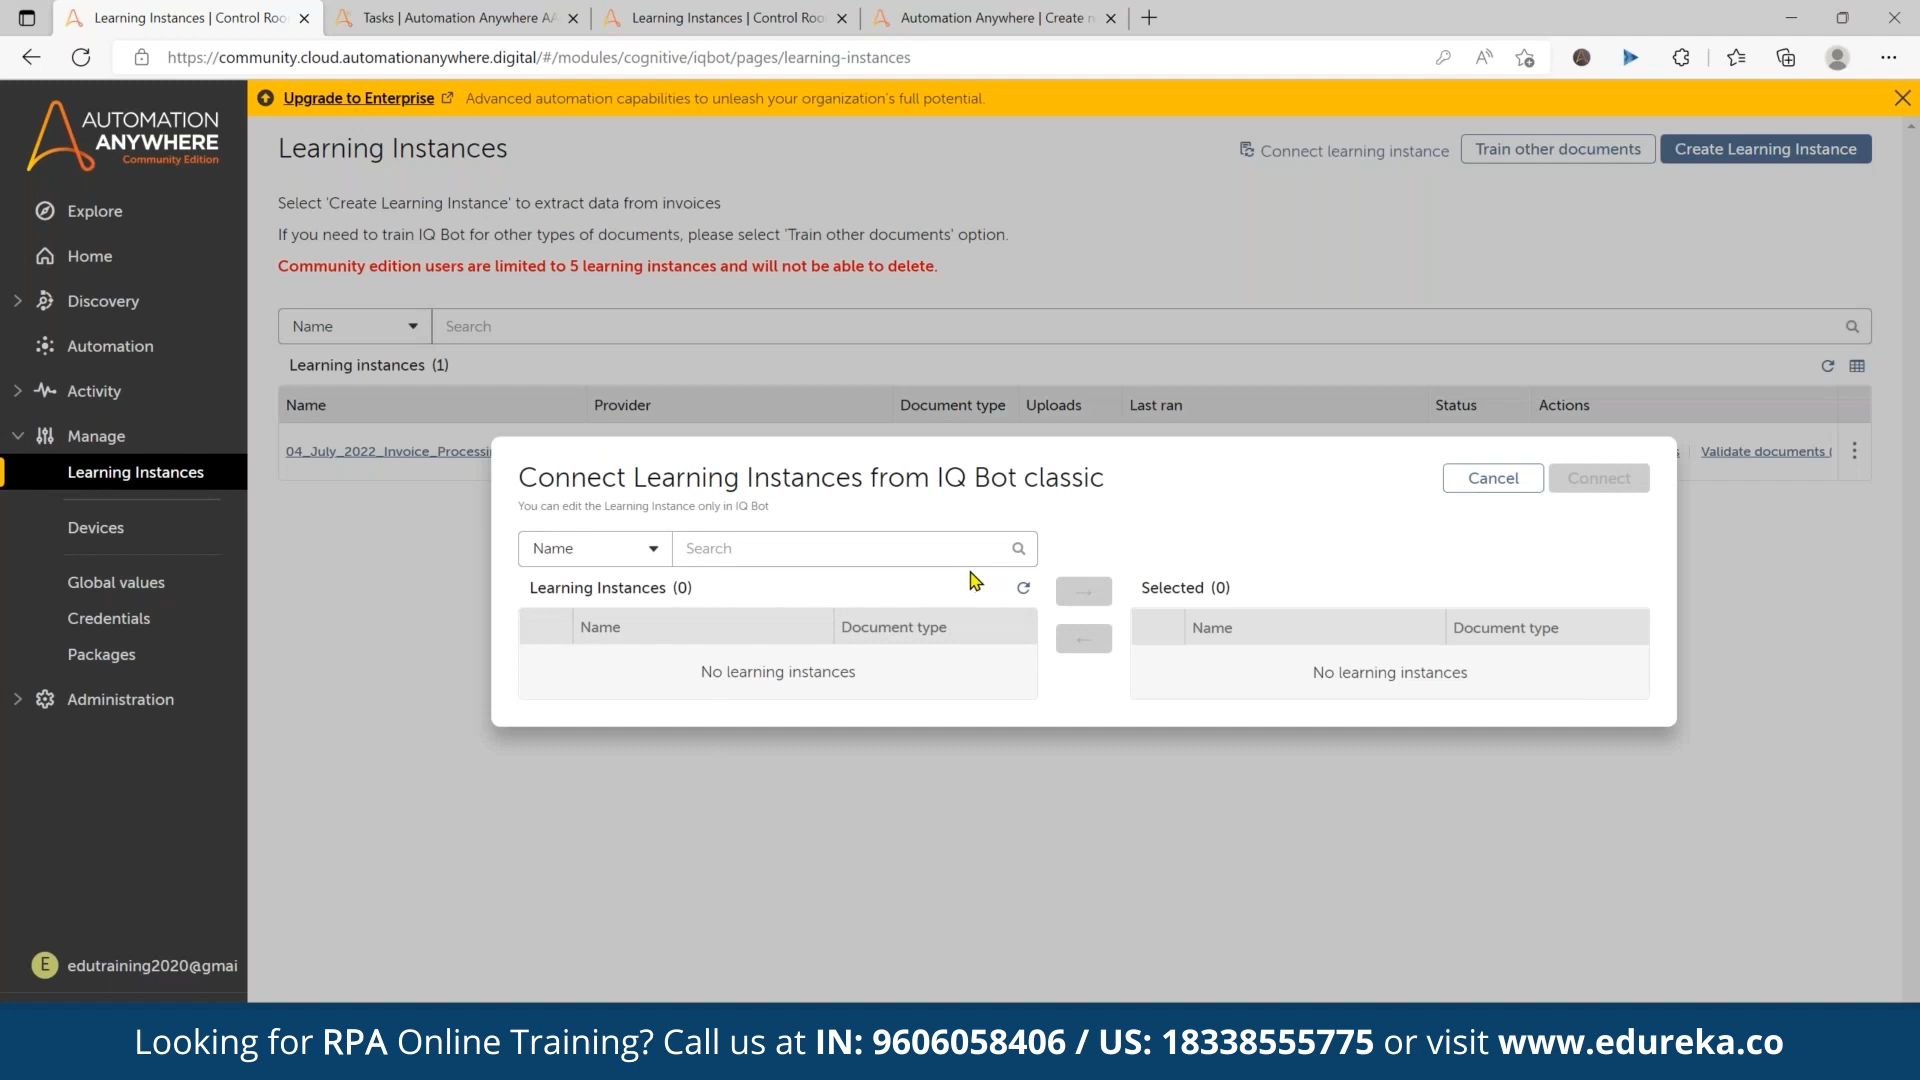 Learning Instances | Control Roo
Tasks | Automation Anywhere AA
Learning Instances | Control Roo
Automation Anywhere | Create n
https://community.cloud.automationanywhere.digital/#/modules/cognitive/iqbot/pages/learning-instances
AUTOMATION
ANYWHERE
Community Edition
Upgrade to Enterprise Advanced automation capabilities to unleash your organization's full potential.
Explore
Home
Discovery
Automation
Activity
Manage
Learning Instances
Devices
Global values
Credentials
Packages
Administration
E edutraining2020@gmai
Learning Instances
Connect learning instance
Train other documents
Create Learning Instance
Select 'Create Learning Instance' to extract data from invoices
If you need to train IQ Bot for other types of documents, please select 'Train other documents' option.
Community edition users are limited to 5 learning instances and will not be able to delete.
Name Search
Learning instances (1)
Name Provider Document type Uploads Last ran Status Actions
04_July_2022_Invoice_Processi
Validate documents (
Connect Learning Instances from IQ Bot classic
Cancel Connect
You can edit the Learning Instance only in IQ Bot
Name Search
Learning Instances (0)
Selected (0)
Name Document type
Name Document type
No learning instances
No learning instances
Looking for RPA Online Training? Call us at IN: 9606058406 / US: 18338555775 or visit www.edureka.co